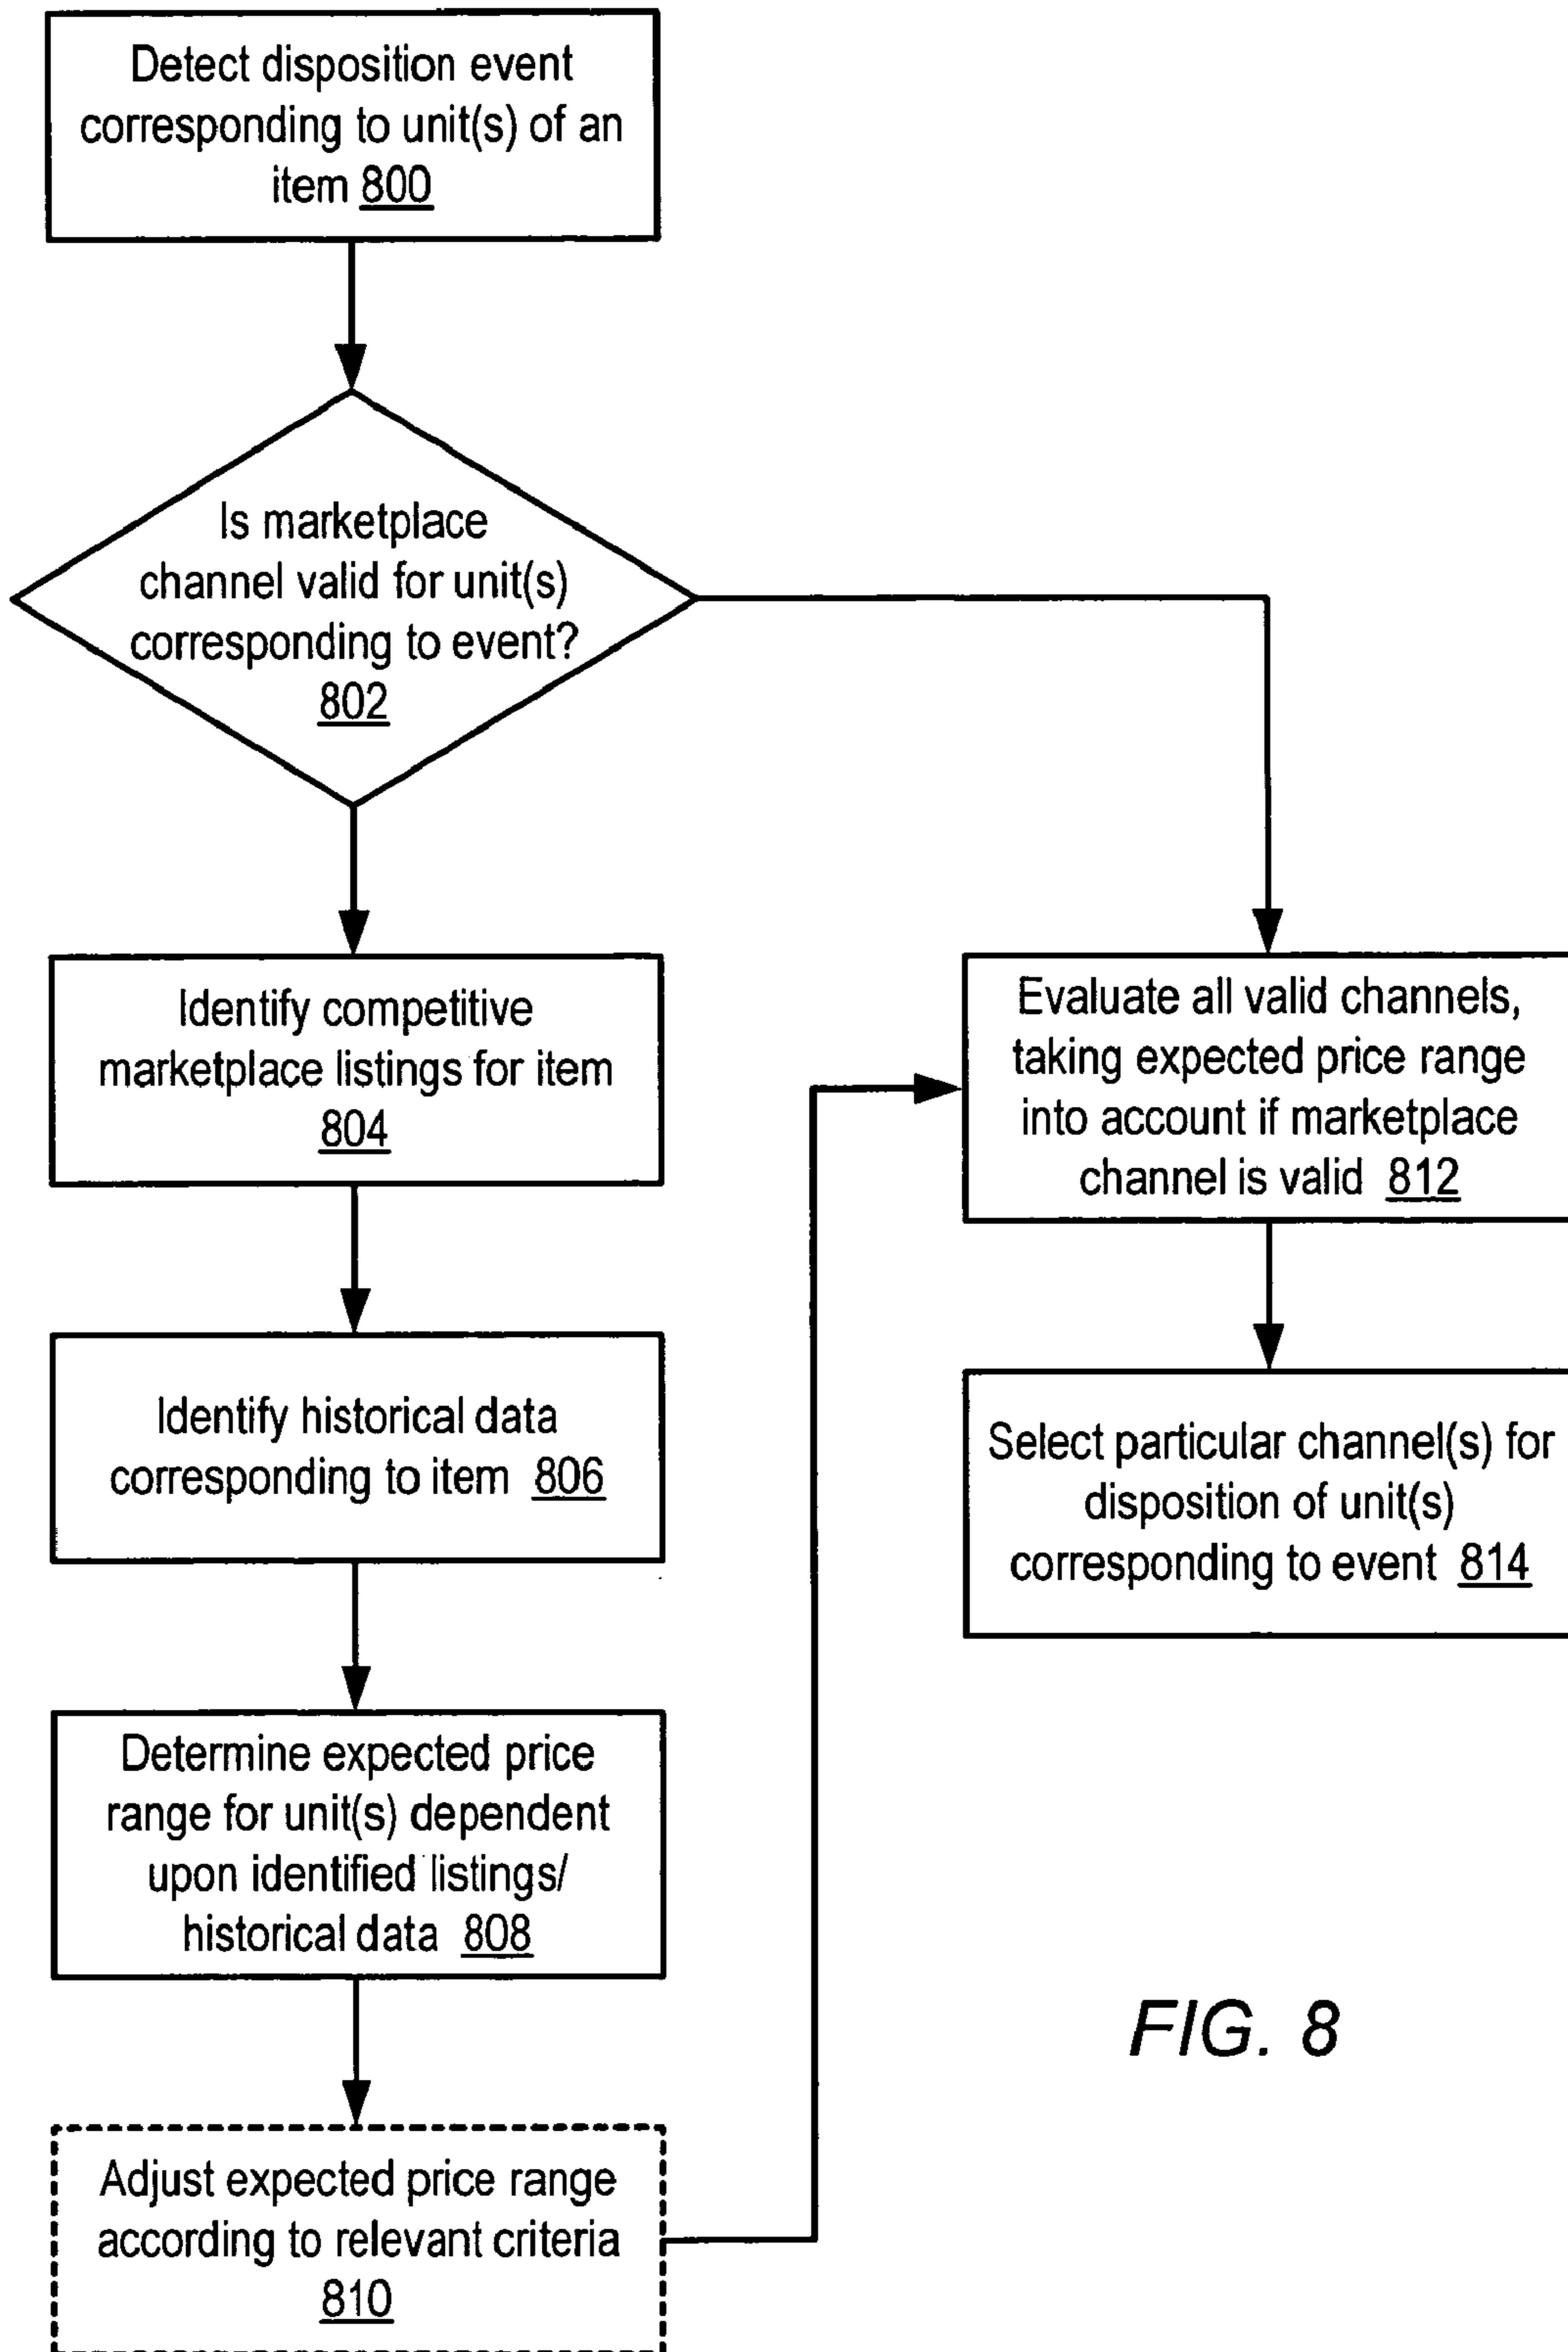 Detect disposition event
corresponding to unit(s) of an
item 800
Is marketplace
channel valid for unit(s)
corresponding to event?
802
Identify competitive
marketplace listings for item
804
Identify historical data
corresponding to item 806
Determine expected price
range for unit(s) dependent
upon identified listings/
historical data 808
Adjust expected price range
according to relevant criteria
810
Evaluate all valid channels,
taking expected price range
into account if marketplace
channel is valid 812
Select particular channel(s) for
disposition of unit(s)
corresponding to event 814
FIG. 8